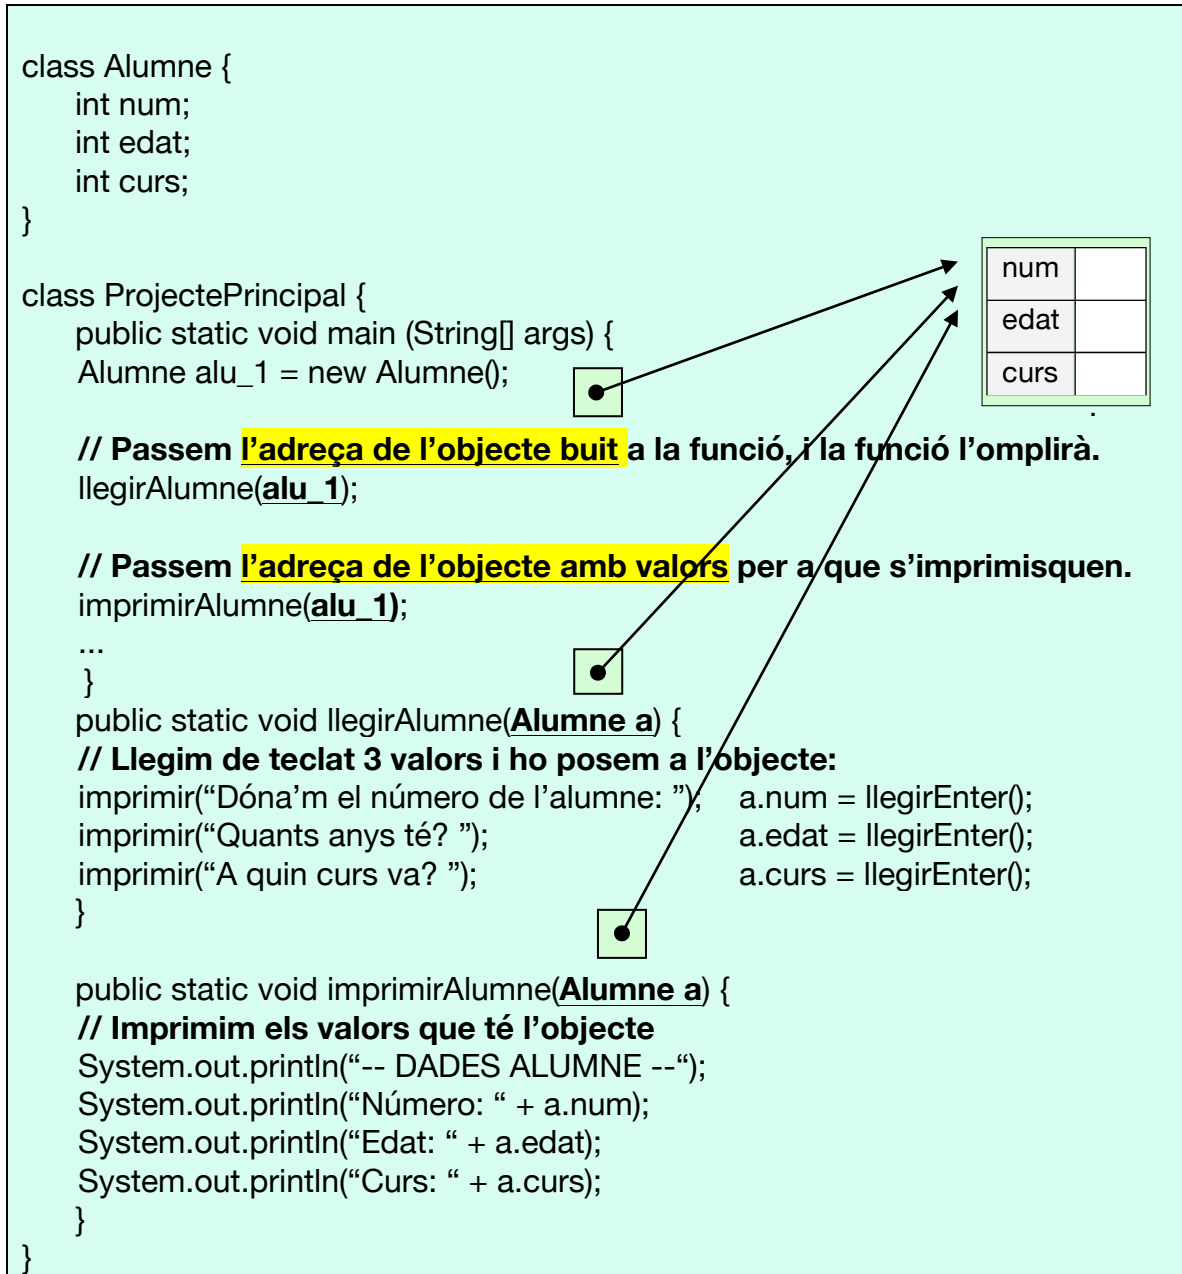 class Alumne {
int num;
int edat;
int curs;
}
num
edat
curs
class ProjectePrincipal {
public static void main (String[] args) {
Alumne alu_1 = new Alumne();
// Passem l’adreça de l’objecte buit a la funció, i la funció l’omplirà.
llegirAlumne(alu_1);
// Passem l’adreça de l’objecte amb valors per a que s’imprimisquen.
imprimirAlumne(alu_1);
...
}
public static void llegirAlumne(Alumne a) {
// Llegim de teclat 3 valors i ho posem a l’objecte:
imprimir(“Dóna’m el número de l’alumne: ”); a.num = llegirEnter();
imprimir(“Quants anys té? ”); a.edat = llegirEnter();
imprimir(“A quin curs va? ”); a.curs = llegirEnter();
}
public static void imprimirAlumne(Alumne a) {
// Imprimim els valors que té l’objecte
System.out.println(“-- DADES ALUMNE --“);
System.out.println(“Número: “ + a.num);
System.out.println(“Edat: “ + a.edat);
System.out.println(“Curs: “ + a.curs);
}
}